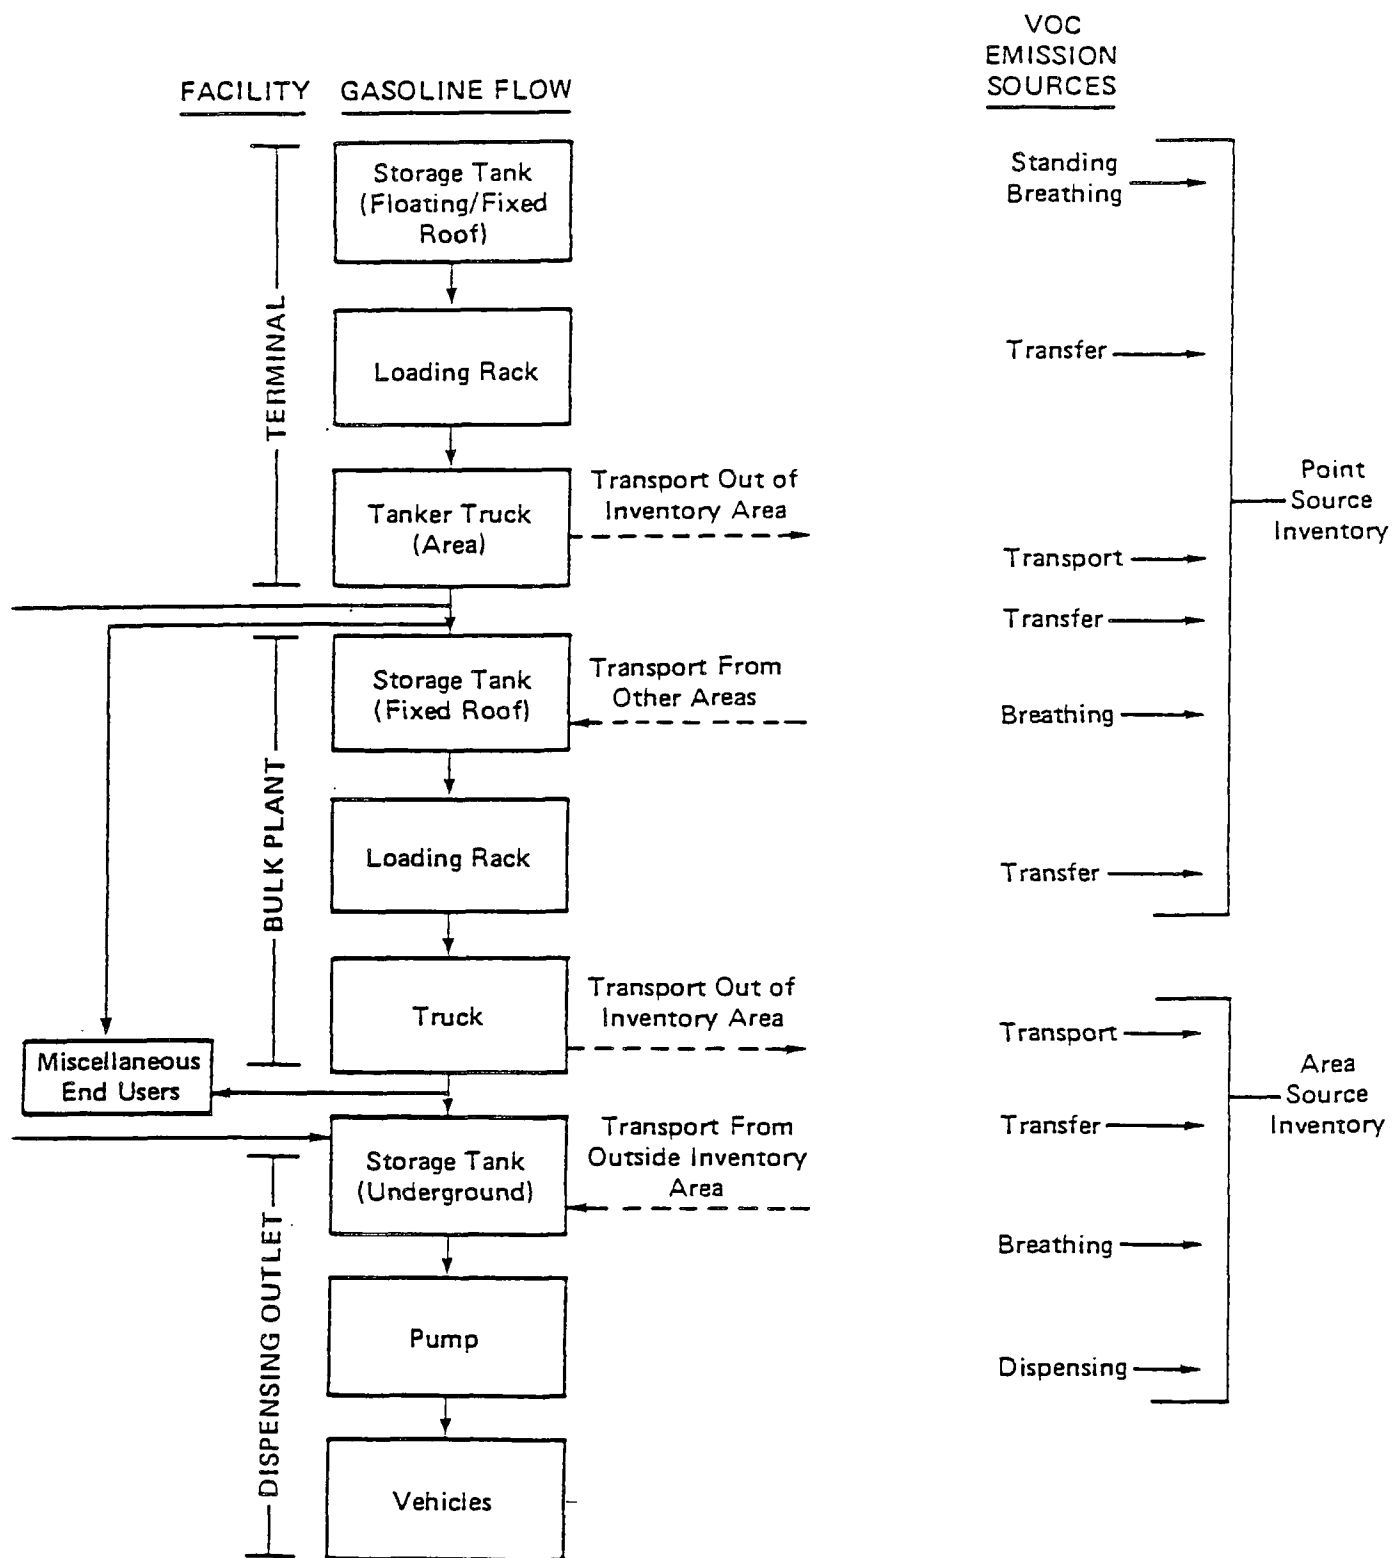 VOC
EMISSION
SOURCES
FACILITY
GASOLINE FLOW
TERMINAL
Storage Tank
(Floating/Fixed
Roof)
Standing
Breathing
Loading Rack
Transfer
Tanker Truck
(Area)
Transport Out of
Inventory Area
Transport
Point
Source
Inventory
Transfer
BULK PLANT
Storage Tank
(Fixed Roof)
Transport From
Other Areas
Breathing
Loading Rack
Transfer
Truck
Transport Out of
Inventory Area
Transport
Miscellaneous
End Users
Area
Source
Inventory
DISPENSING OUTLET
Storage Tank
(Underground)
Transport From
Outside Inventory
Area
Transfer
Breathing
Pump
Dispensing
Vehicles